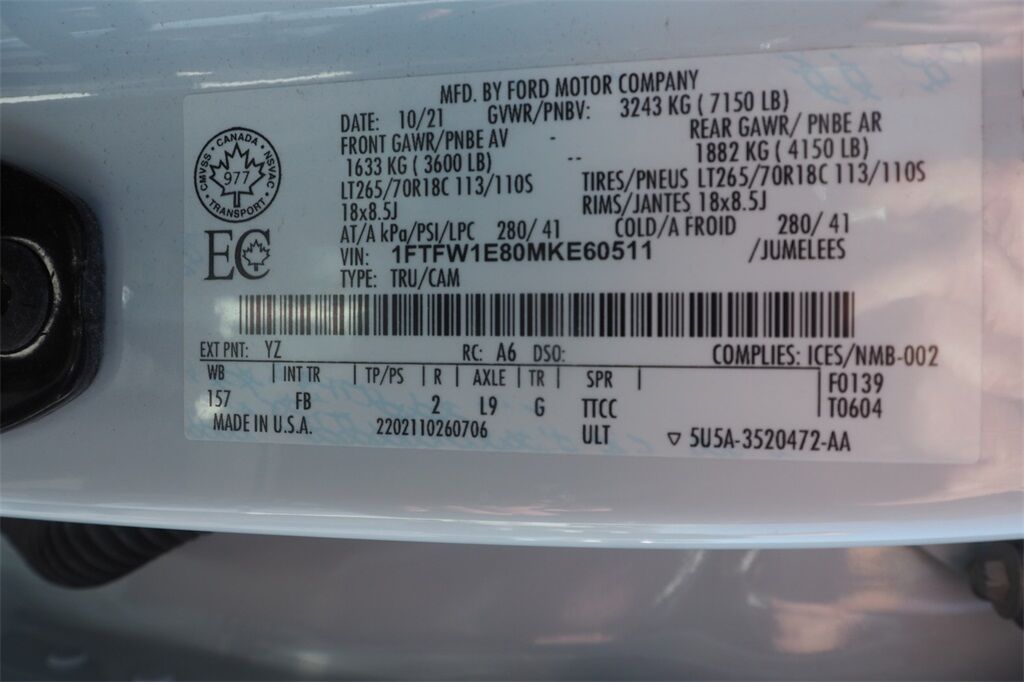 MFD. BY FORD MOTOR COMPANY
DATE: 10/21 GVWR/PNBV: 3243 KG ( 7150 LB)
FRONT GAWR/PNBE AV - REAR GAWR/ PNBE AR
1633 KG ( 3600 LB) -- 1882 KG ( 4150 LB)
LT265/70R18C 113/110S TIRES/PNEUS LT265/70R18C 113/110S
18x8.5J RIMS/JANTES 18x8.5J
AT/A kPa/PSI/LPC 280/ 41 COLD/A FROID 280/ 41
VIN: 1FTFW1E80MKE60511 /JUMELEES
TYPE: TRU/CAM
CANADA
CMVSS NSVAC
977
TRANSPORT
EC
EXT PNT: YZ RC: A6 DSO: COMPLIES: ICES/NMB-002
WB | INT TR | TP/PS | R | AXLE | TR | SPR | F0139
157 FB 2 L9 G TTCC T0604
MADE IN U.S.A. 2202110260706 ULT ▽ 5U5A-3520472-AA